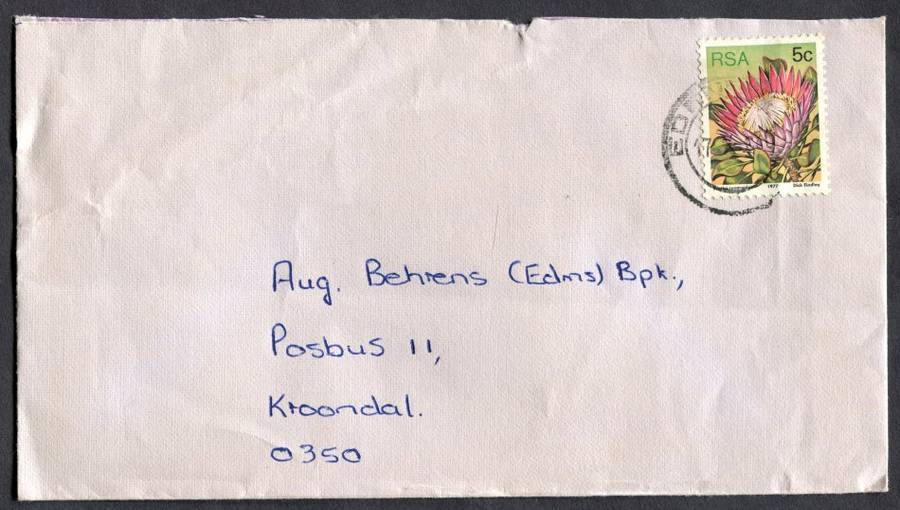 RSA 5c
1977 Dick Findlay
Aug. Behrens (Edms) Bpk.,
Posbus 11,
Kroondal.
0350